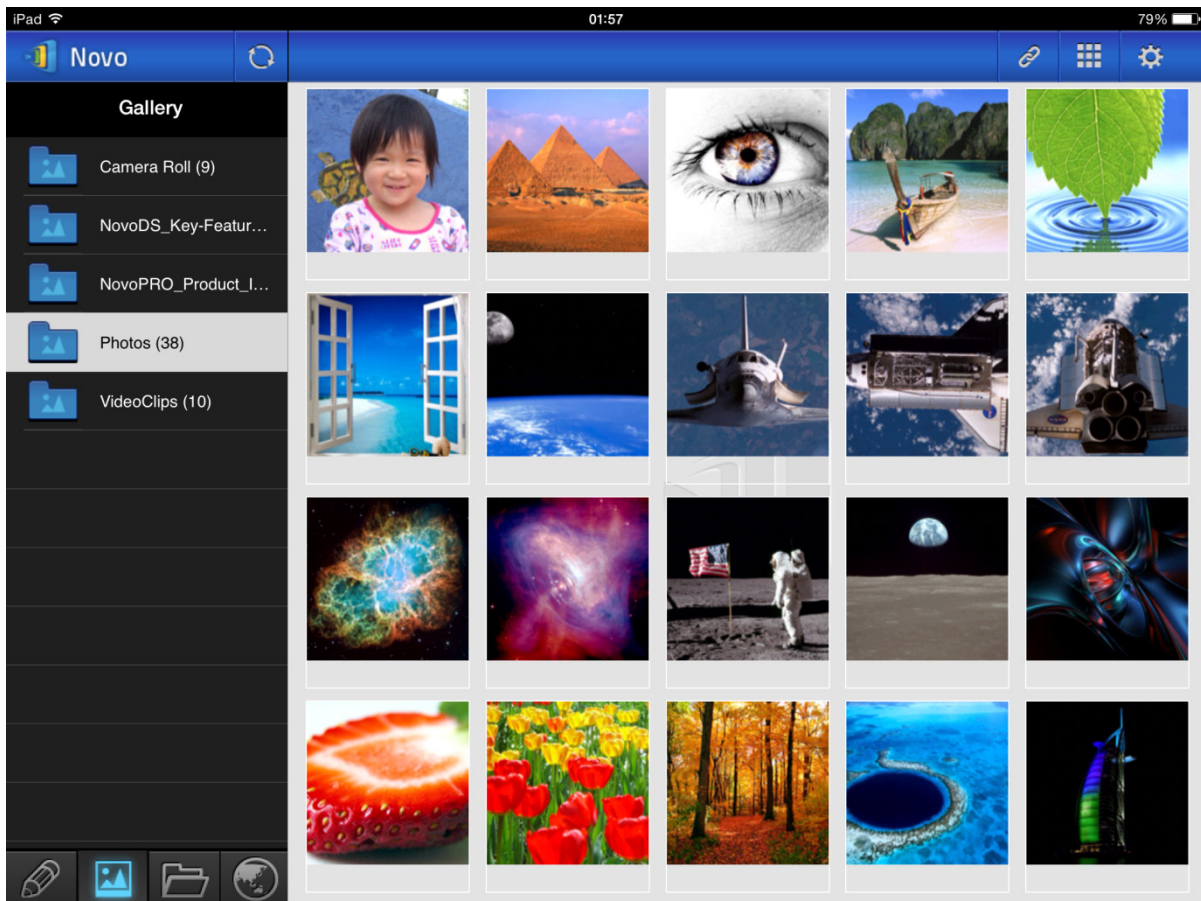 iPad 01:57 79%
Novo
Gallery
Camera Roll (9)
NovoDS_Key-Featur...
NovoPRO_Product_I...
Photos (38)
VideoClips (10)